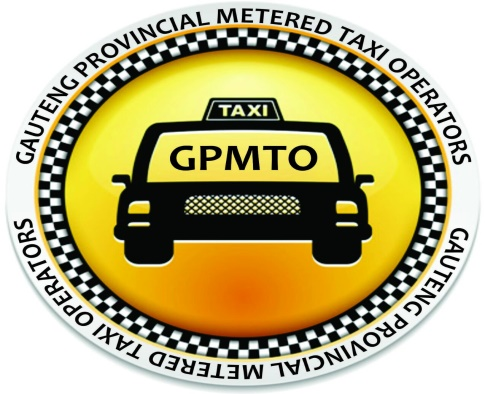 GAUTENG PROVINCIAL METERED TAXI OPERATORS
TAXI
GPMTO
GAUTENG PROVINCIAL METERED TAXI OPERATORS